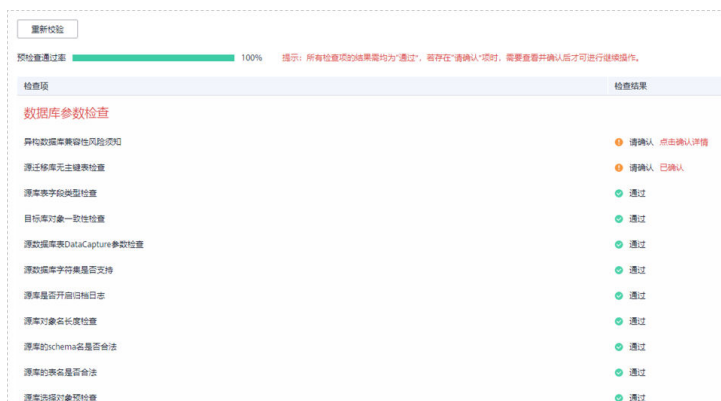 重新校验
预检查通过率 100% 提示：所有检查项的结果需均为“通过”，若存在“请确认”项时，需要查看并确认后才可进行继续操作。
检查项 检查结果
数据库参数检查
异构数据库兼容性风险须知 请确认 点击确认详情
源迁移库无主键表检查 请确认 已确认
源库表字段类型检查 通过
目标库对象一致性检查 通过
源数据库表DataCapture参数检查 通过
源数据库字符集是否支持 通过
源库是否开启归档日志 通过
源库对象名长度检查 通过
源库的schema名是否合法 通过
源库的表名是否合法 通过
源库选择对象预检查 通过